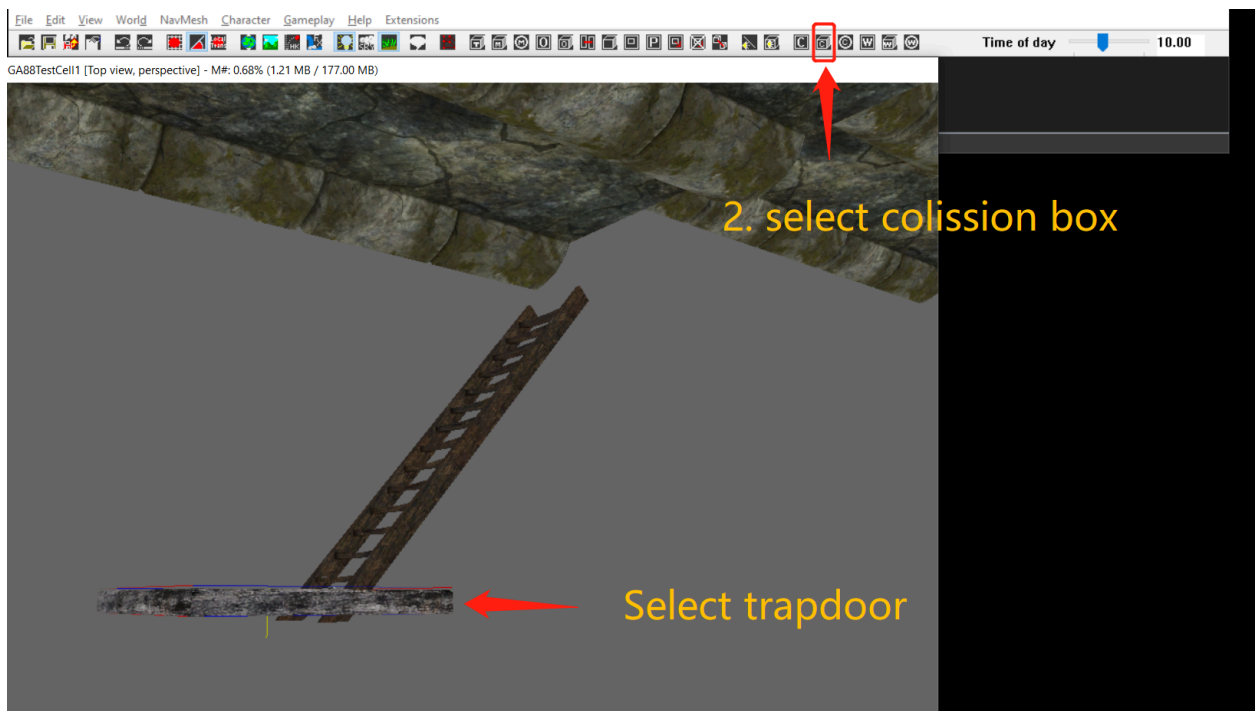 File Edit View World NavMesh Character Gameplay Help Extensions
Time of day 10.00
GA88TestCell1 [Top view, perspective] - M#: 0.68% (1.21 MB / 177.00 MB)
2. select colission box
Select trapdoor